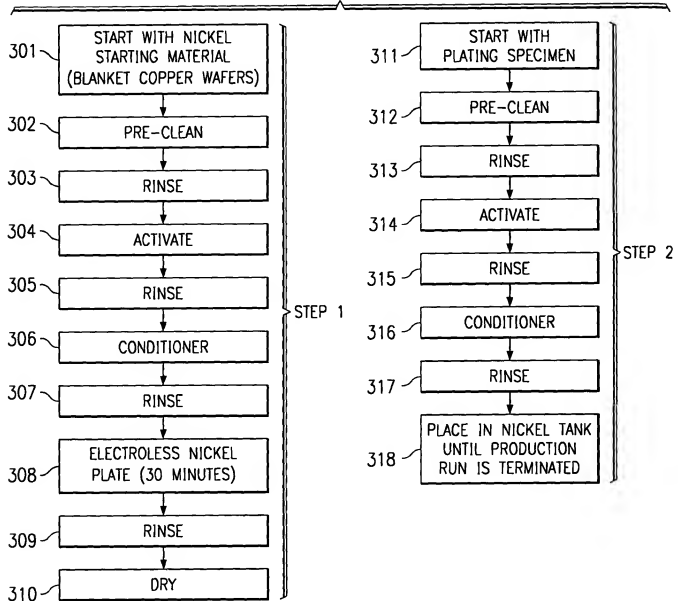 301
START WITH NICKEL
STARTING MATERIAL
(BLANKET COPPER WAFERS)
302
PRE-CLEAN
303
RINSE
304
ACTIVATE
305
RINSE
306
CONDITIONER
307
RINSE
308
ELECTROLESS NICKEL
PLATE (30 MINUTES)
309
RINSE
310
DRY
STEP 1
311
START WITH
PLATING SPECIMEN
312
PRE-CLEAN
313
RINSE
314
ACTIVATE
315
RINSE
316
CONDITIONER
317
RINSE
318
PLACE IN NICKEL TANK
UNTIL PRODUCTION
RUN IS TERMINATED
STEP 2